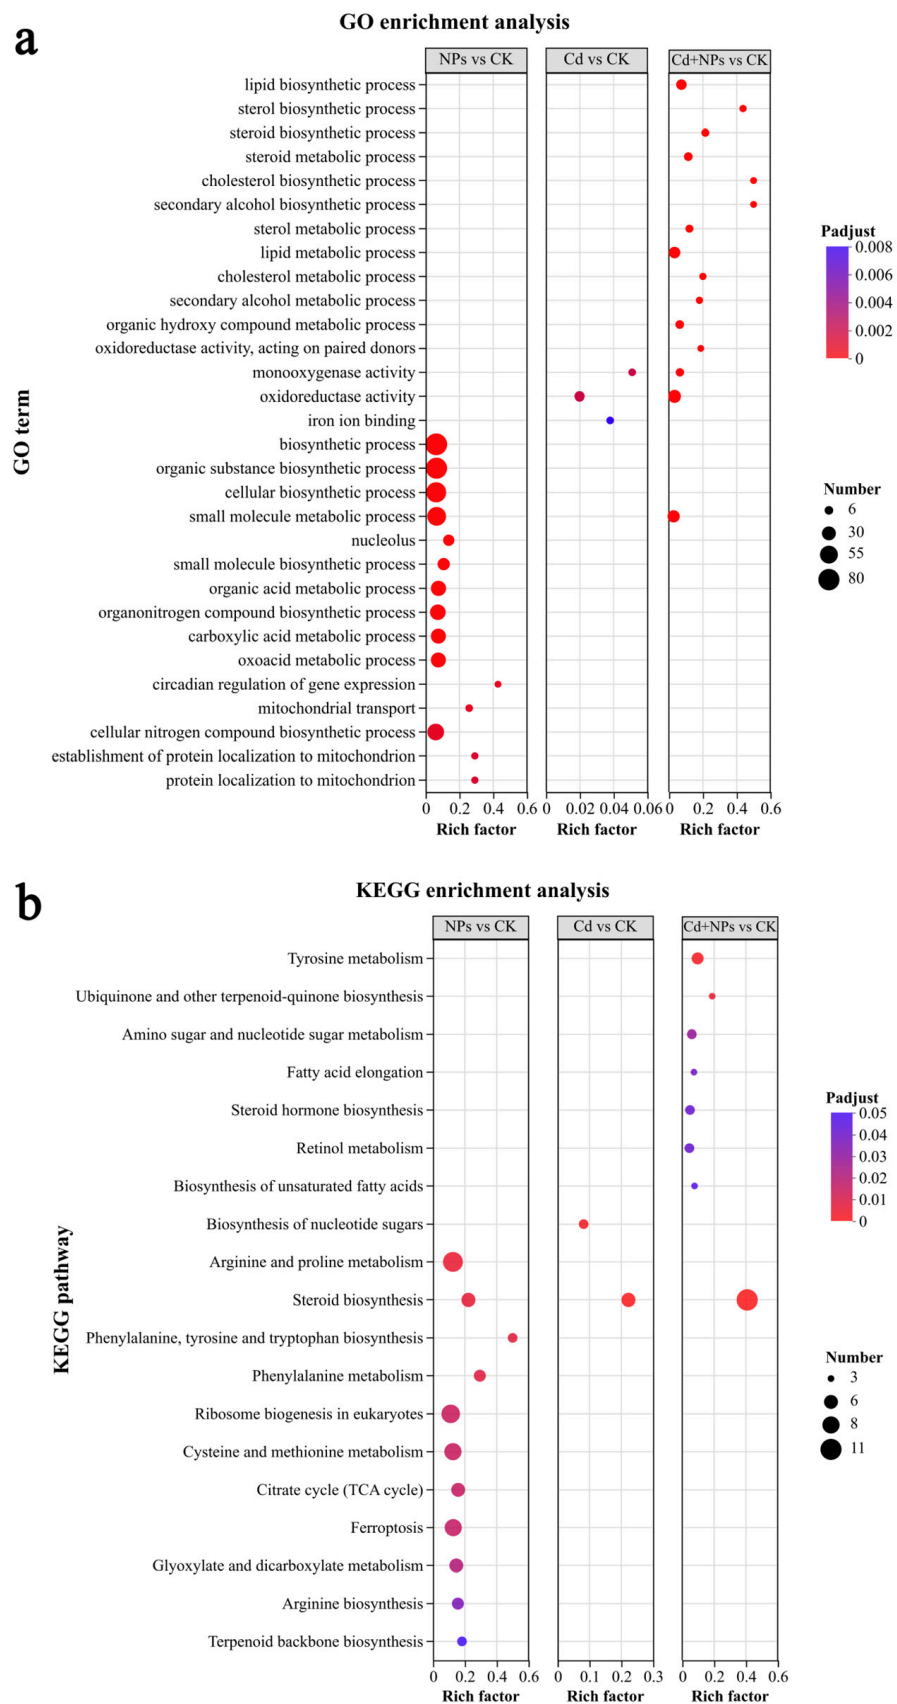 a
GO enrichment analysis
NPs vs CK
Cd vs CK
Cd+NPs vs CK
lipid biosynthetic process
sterol biosynthetic process
steroid biosynthetic process
steroid metabolic process
cholesterol biosynthetic process
secondary alcohol biosynthetic process
sterol metabolic process
lipid metabolic process
cholesterol metabolic process
secondary alcohol metabolic process
organic hydroxy compound metabolic process
oxidoreductase activity, acting on paired donors
monooxygenase activity
oxidoreductase activity
iron ion binding
biosynthetic process
organic substance biosynthetic process
cellular biosynthetic process
small molecule metabolic process
nucleolus
small molecule biosynthetic process
organic acid metabolic process
organonitrogen compound biosynthetic process
carboxylic acid metabolic process
oxoacid metabolic process
circadian regulation of gene expression
mitochondrial transport
cellular nitrogen compound biosynthetic process
establishment of protein localization to mitochondrion
protein localization to mitochondrion
GO term
0 0.2 0.4 0.6
0 0.02 0.04 0.06
0 0.2 0.4 0.6
Rich factor
Rich factor
Rich factor
Padjust
0.008
0.006
0.004
0.002
0
Number
6
30
55
80
b
KEGG enrichment analysis
NPs vs CK
Cd vs CK
Cd+NPs vs CK
Tyrosine metabolism
Ubiquinone and other terpenoid-quinone biosynthesis
Amino sugar and nucleotide sugar metabolism
Fatty acid elongation
Steroid hormone biosynthesis
Retinol metabolism
Biosynthesis of unsaturated fatty acids
Biosynthesis of nucleotide sugars
Arginine and proline metabolism
Steroid biosynthesis
Phenylalanine, tyrosine and tryptophan biosynthesis
Phenylalanine metabolism
Ribosome biogenesis in eukaryotes
Cysteine and methionine metabolism
Citrate cycle (TCA cycle)
Ferroptosis
Glyoxylate and dicarboxylate metabolism
Arginine biosynthesis
Terpenoid backbone biosynthesis
KEGG pathway
0 0.2 0.4 0.6
0 0.1 0.2 0.3
0 0.2 0.4 0.6
Rich factor
Rich factor
Rich factor
Padjust
0.05
0.04
0.03
0.02
0.01
0
Number
3
6
8
11